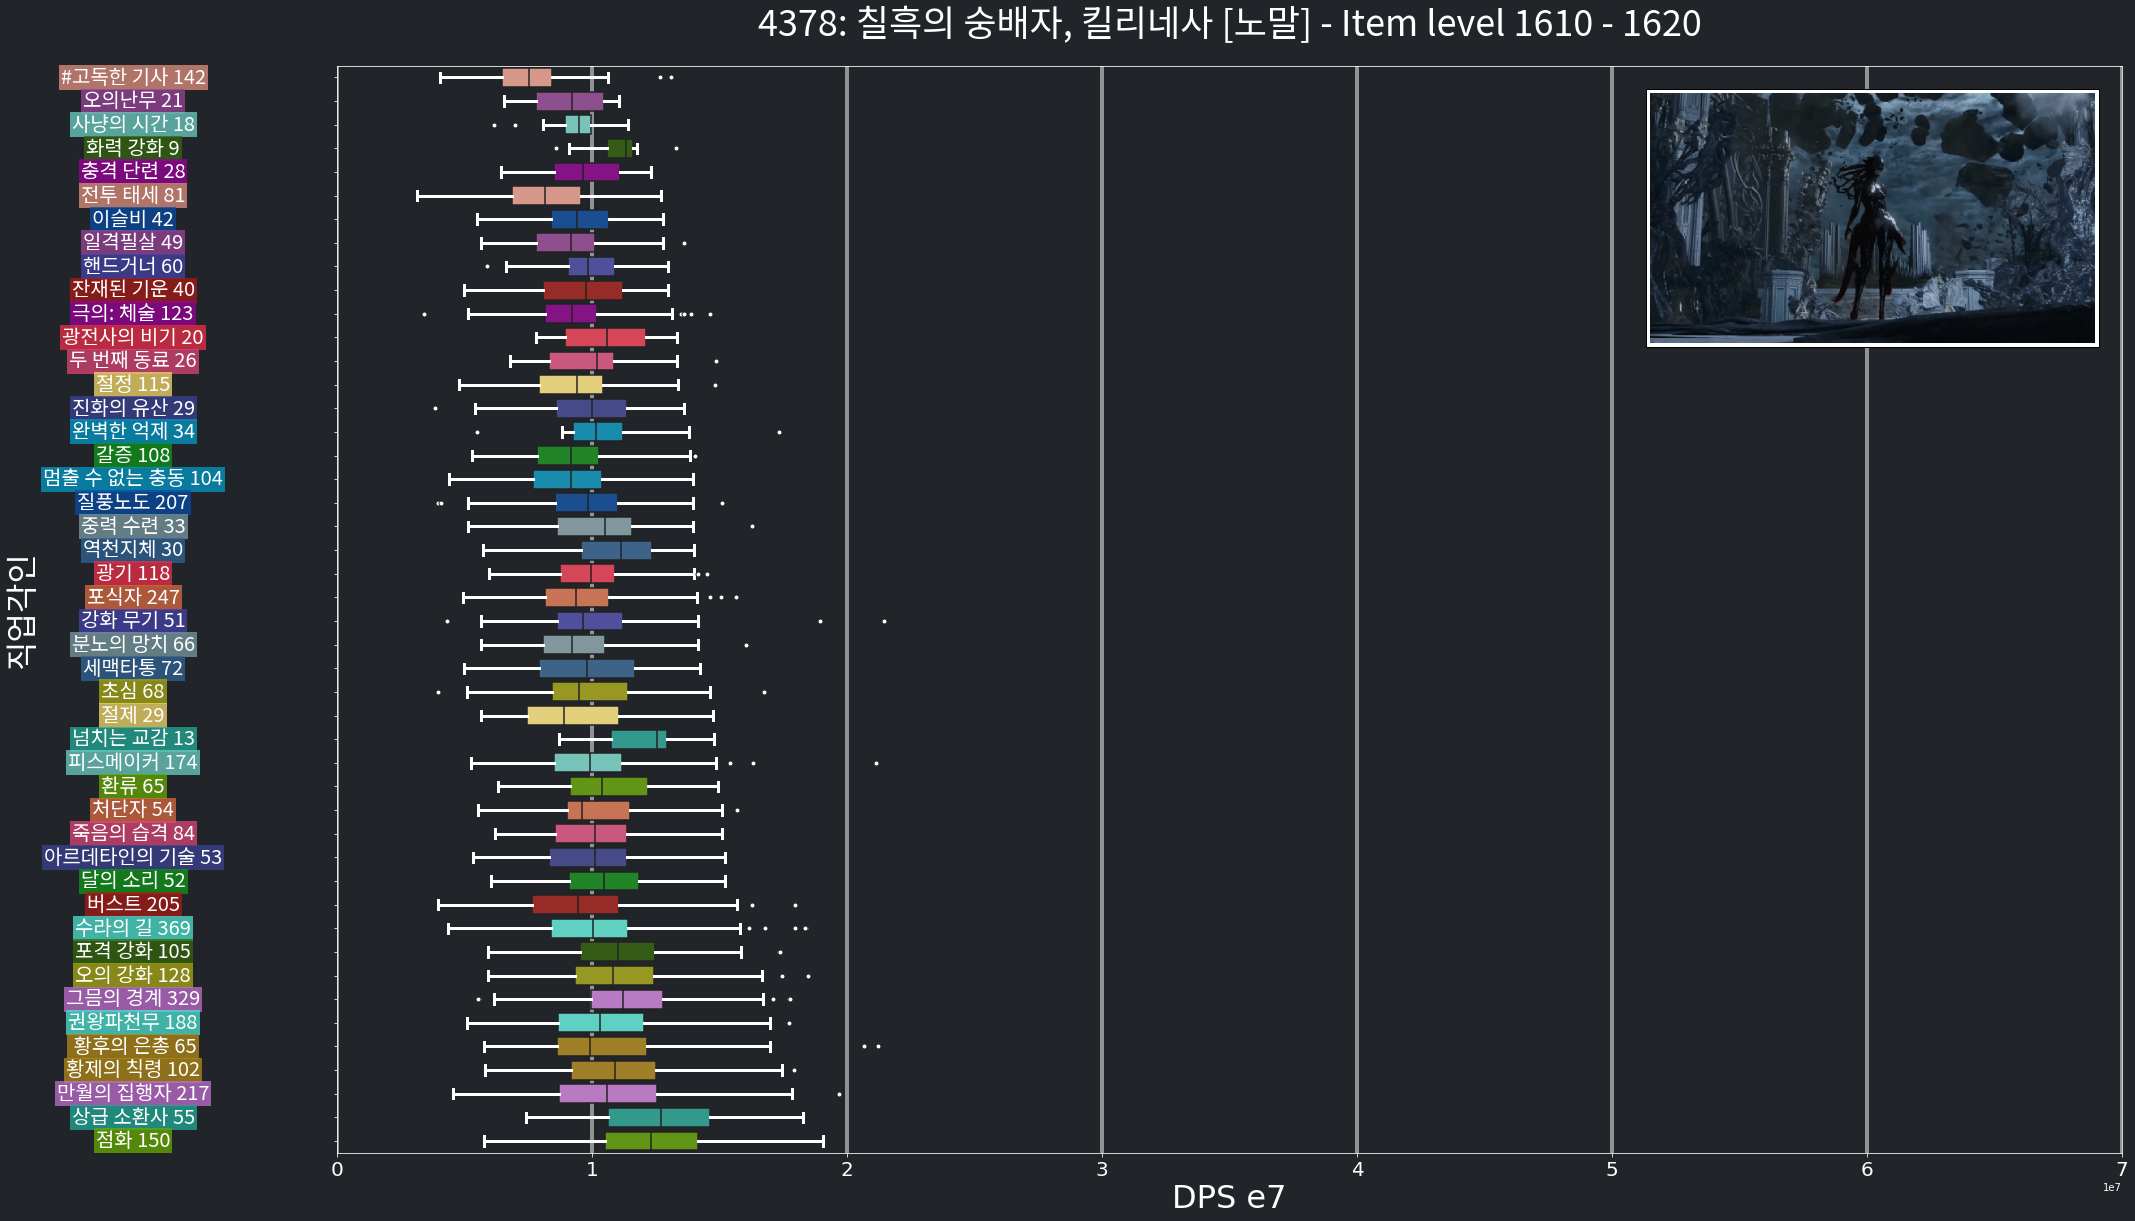 4378: 칠흑의 숭배자, 킬리네사 [노말] - Item level 1610 - 1620
직업각인
#고독한 기사 142
오의난무 21
사냥의 시간 18
화력 강화 9
충격 단련 28
전투 태세 81
이슬비 42
일격필살 49
핸드거너 60
잔재된 기운 40
극의: 체술 123
광전사의 비기 20
두 번째 동료 26
절정 115
진화의 유산 29
완벽한 억제 34
갈증 108
멈출 수 없는 충동 104
질풍노도 207
중력 수련 33
역천지체 30
광기 118
포식자 247
강화 무기 51
분노의 망치 66
세맥타통 72
초심 68
절제 29
넘치는 교감 13
피스메이커 174
환류 65
처단자 54
죽음의 습격 84
아르데타인의 기술 53
달의 소리 52
버스트 205
수라의 길 369
포격 강화 105
오의 강화 128
그믐의 경계 329
권왕파천무 188
황후의 은총 65
황제의 칙령 102
만월의 집행자 217
상급 소환사 55
점화 150
0 1 2 3 4 5 6 7
1e7
DPS e7